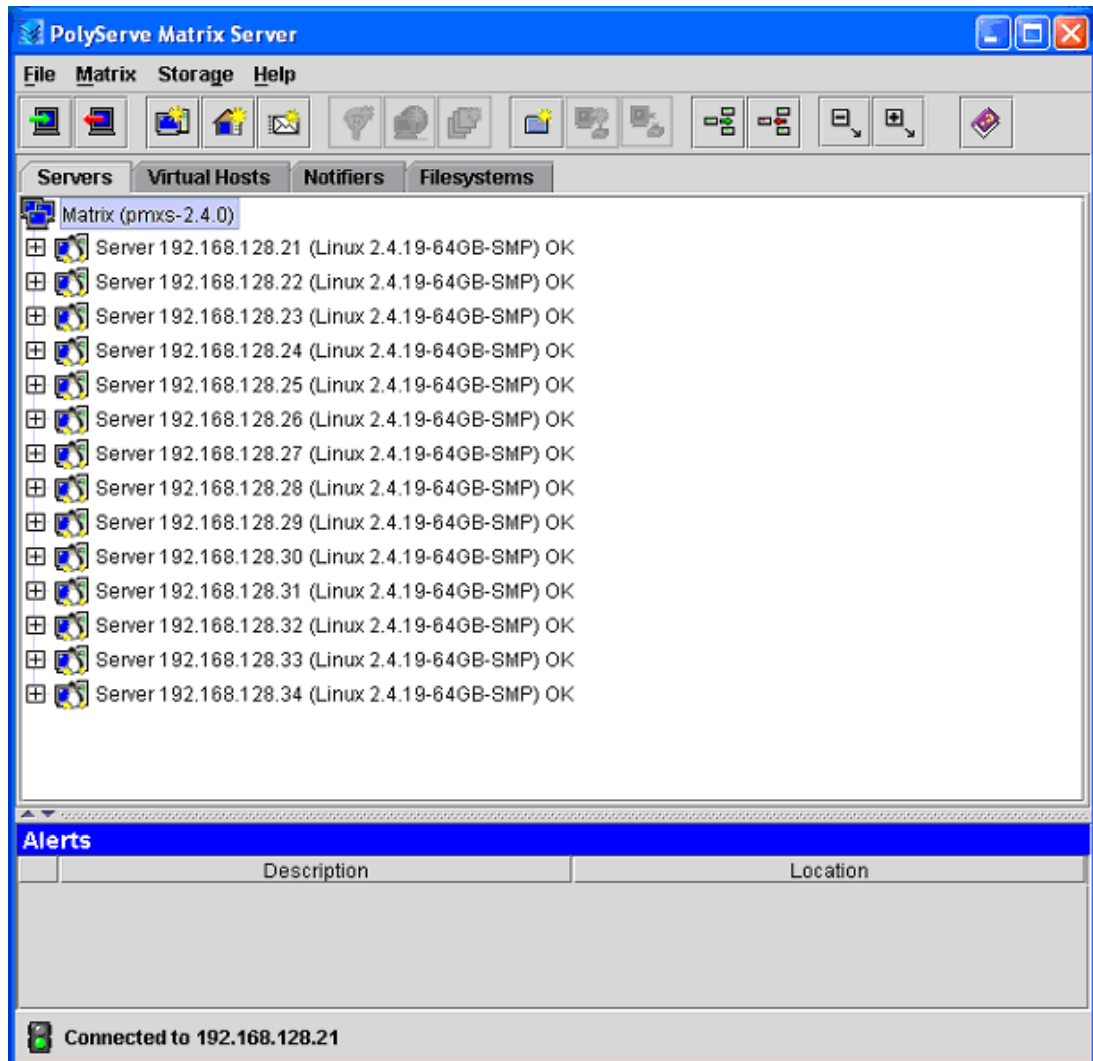 PolyServe Matrix Server
File Matrix Storage Help
Servers Virtual Hosts Notifiers Filesystems
Matrix (pmxs-2.4.0)
Server 192.168.128.21 (Linux 2.4.19-64GB-SMP) OK
Server 192.168.128.22 (Linux 2.4.19-64GB-SMP) OK
Server 192.168.128.23 (Linux 2.4.19-64GB-SMP) OK
Server 192.168.128.24 (Linux 2.4.19-64GB-SMP) OK
Server 192.168.128.25 (Linux 2.4.19-64GB-SMP) OK
Server 192.168.128.26 (Linux 2.4.19-64GB-SMP) OK
Server 192.168.128.27 (Linux 2.4.19-64GB-SMP) OK
Server 192.168.128.28 (Linux 2.4.19-64GB-SMP) OK
Server 192.168.128.29 (Linux 2.4.19-64GB-SMP) OK
Server 192.168.128.30 (Linux 2.4.19-64GB-SMP) OK
Server 192.168.128.31 (Linux 2.4.19-64GB-SMP) OK
Server 192.168.128.32 (Linux 2.4.19-64GB-SMP) OK
Server 192.168.128.33 (Linux 2.4.19-64GB-SMP) OK
Server 192.168.128.34 (Linux 2.4.19-64GB-SMP) OK
Alerts
Description Location
Connected to 192.168.128.21